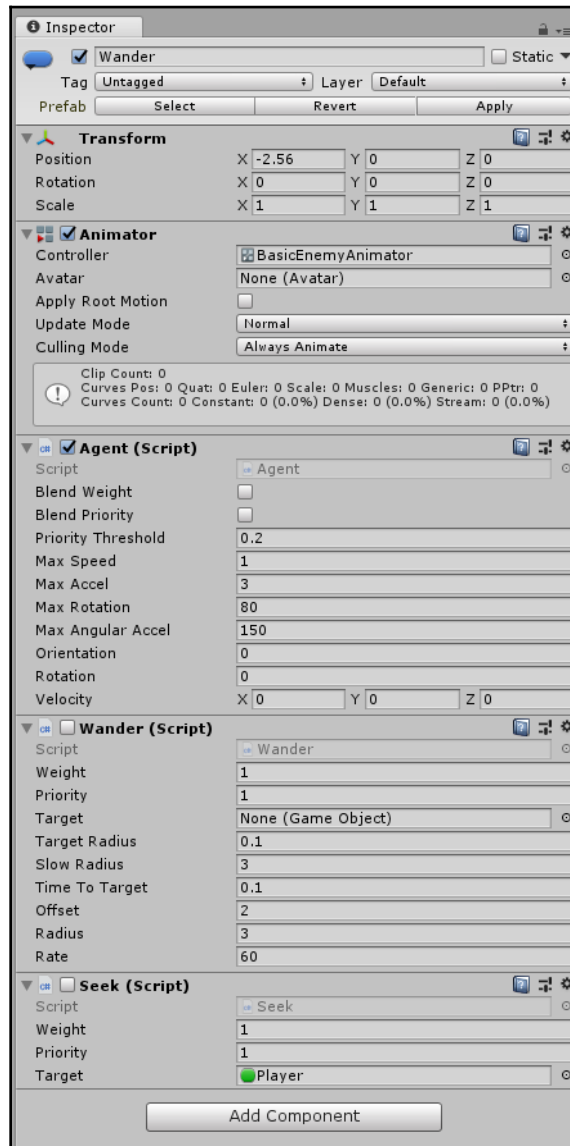 Inspector
Wander Static
Tag Untagged Layer Default
Prefab Select Revert Apply
Transform
Position X -2.56 Y 0 Z 0
Rotation X 0 Y 0 Z 0
Scale X 1 Y 1 Z 1
Animator
Controller BasicEnemyAnimator
Avatar None (Avatar)
Apply Root Motion
Update Mode Normal
Culling Mode Always Animate
Clip Count: 0
Curves Pos: 0 Quat: 0 Euler: 0 Scale: 0 Muscles: 0 Generic: 0 PPtr: 0
Curves Count: 0 Constant: 0 (0.0%) Dense: 0 (0.0%) Stream: 0 (0.0%)
C# Agent (Script)
Script Agent
Blend Weight
Blend Priority
Priority Threshold 0.2
Max Speed 1
Max Accel 3
Max Rotation 80
Max Angular Accel 150
Orientation 0
Rotation 0
Velocity X 0 Y 0 Z 0
C# Wander (Script)
Script Wander
Weight 1
Priority 1
Target None (Game Object)
Target Radius 0.1
Slow Radius 3
Time To Target 0.1
Offset 2
Radius 3
Rate 60
C# Seek (Script)
Script Seek
Weight 1
Priority 1
Target Player
Add Component